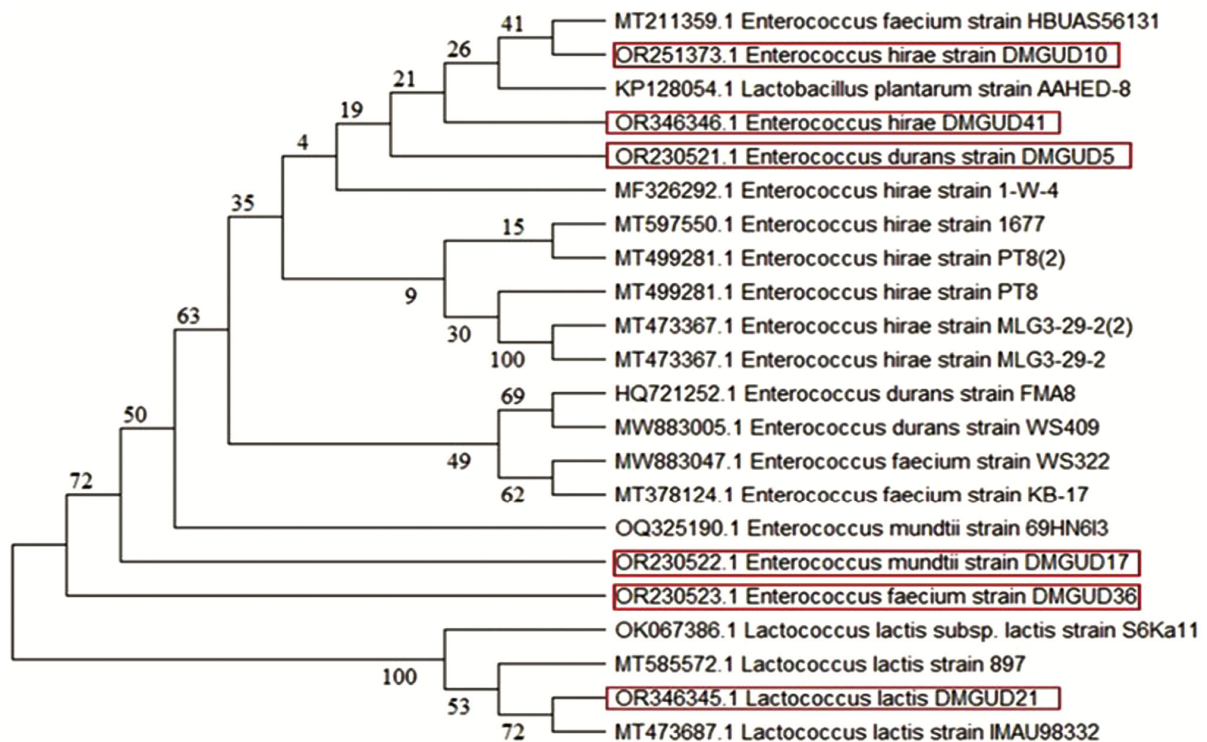 41
MT211359.1 Enterococcus faecium strain HBUAS56131
26
OR251373.1 Enterococcus hirae strain DMGUD10
21
KP128054.1 Lactobacillus plantarum strain AAHED-8
19
OR346346.1 Enterococcus hirae DMGUD41
4
OR230521.1 Enterococcus durans strain DMGUD5
35
MF326292.1 Enterococcus hirae strain 1-W-4
15
MT597550.1 Enterococcus hirae strain 1677
MT499281.1 Enterococcus hirae strain PT8(2)
9
MT499281.1 Enterococcus hirae strain PT8
63
30
MT473367.1 Enterococcus hirae strain MLG3-29-2(2)
100
MT473367.1 Enterococcus hirae strain MLG3-29-2
69
HQ721252.1 Enterococcus durans strain FMA8
50
MW883005.1 Enterococcus durans strain WS409
49
MW883047.1 Enterococcus faecium strain WS322
72
62
MT378124.1 Enterococcus faecium strain KB-17
OQ325190.1 Enterococcus mundtii strain 69HN6I3
OR230522.1 Enterococcus mundtii strain DMGUD17
OR230523.1 Enterococcus faecium strain DMGUD36
OK067386.1 Lactococcus lactis subsp. lactis strain S6Ka11
100
MT585572.1 Lactococcus lactis strain 897
53
OR346345.1 Lactococcus lactis DMGUD21
72
MT473687.1 Lactococcus lactis strain IMAU98332